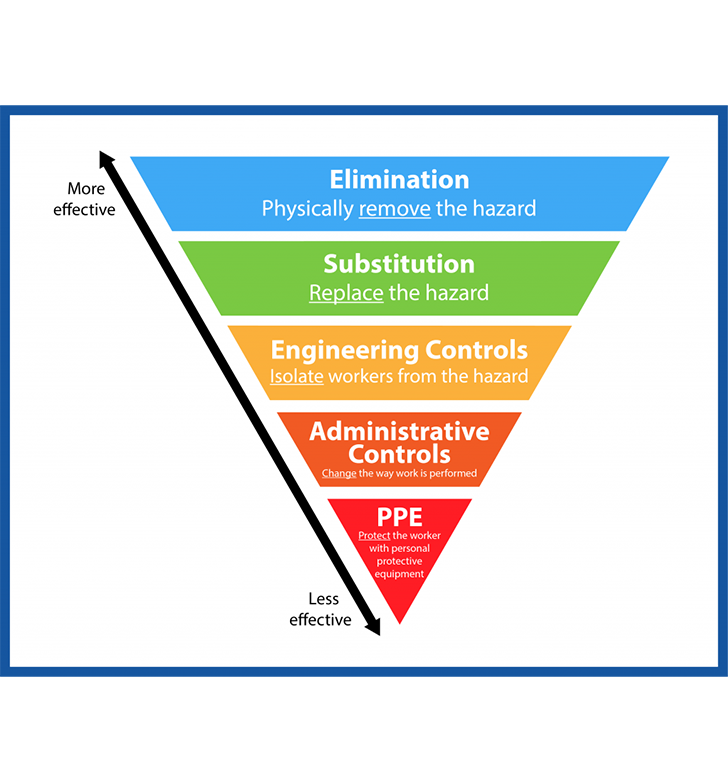 More
effective
Elimination
Physically remove the hazard
Substitution
Replace the hazard
Engineering Controls
Isolate workers from the hazard
Administrative
Controls
Change the way work is performed
PPE
Protect the worker
with personal
protective
equipment
Less
effective